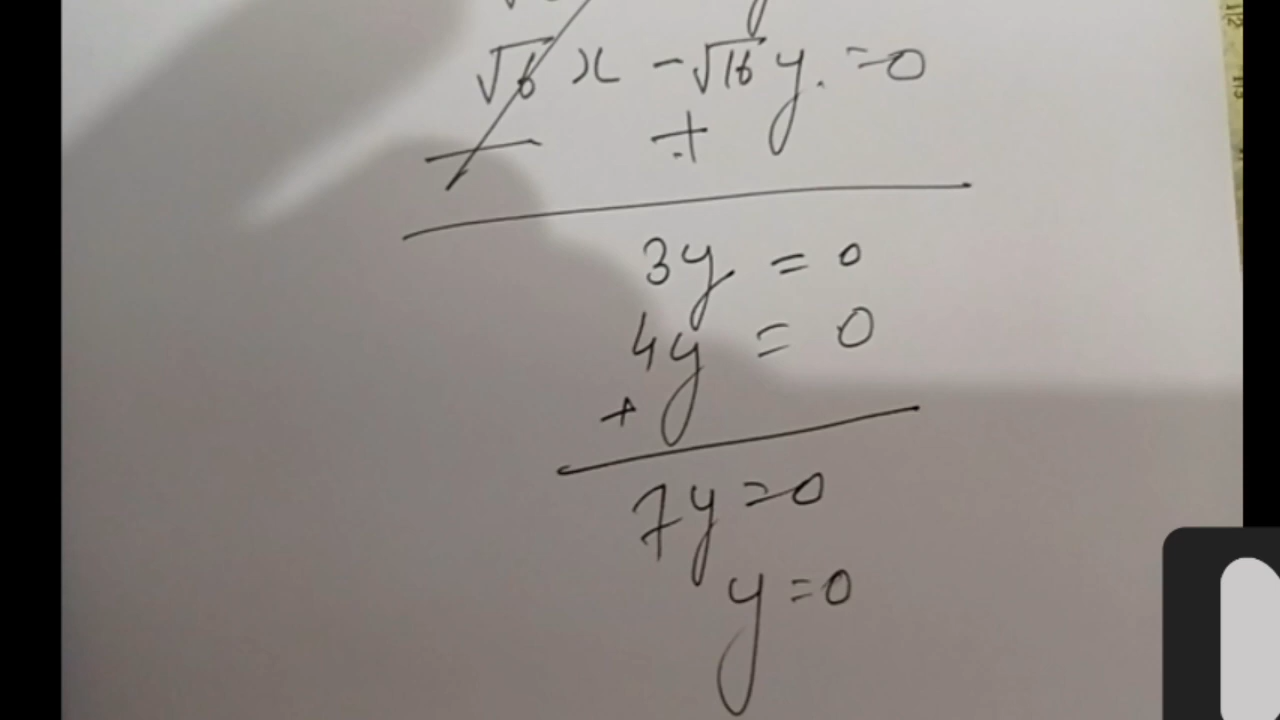 √6 x - √16 y. = 0
- +
3y = 0
4y = 0
+
7y = 0
y = 0